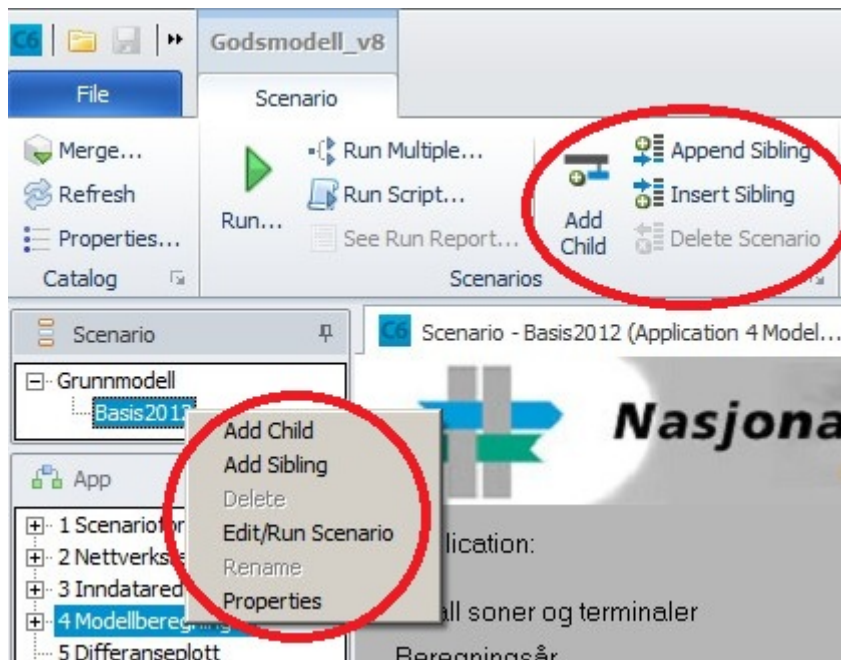 C6 Godsmodell_v8
File Scenario
Merge... Run Multiple... Append Sibling
Refresh Run Script... Insert Sibling
Run... Add Child
Properties... See Run Report... Delete Scenario
Catalog Scenarios
Scenario C6 Scenario - Basis2012 (Application 4 Model...
Grunnmodell
Basis2012
Nasjona
Add Child
Add Sibling
App
Delete
1 Scenariofor
Edit/Run Scenario
2 Nettverks
lication:
Rename
3 Inndatared
Properties
all soner og terminaler
4 Modellberegning
5 Differanseplott
Beregningsår